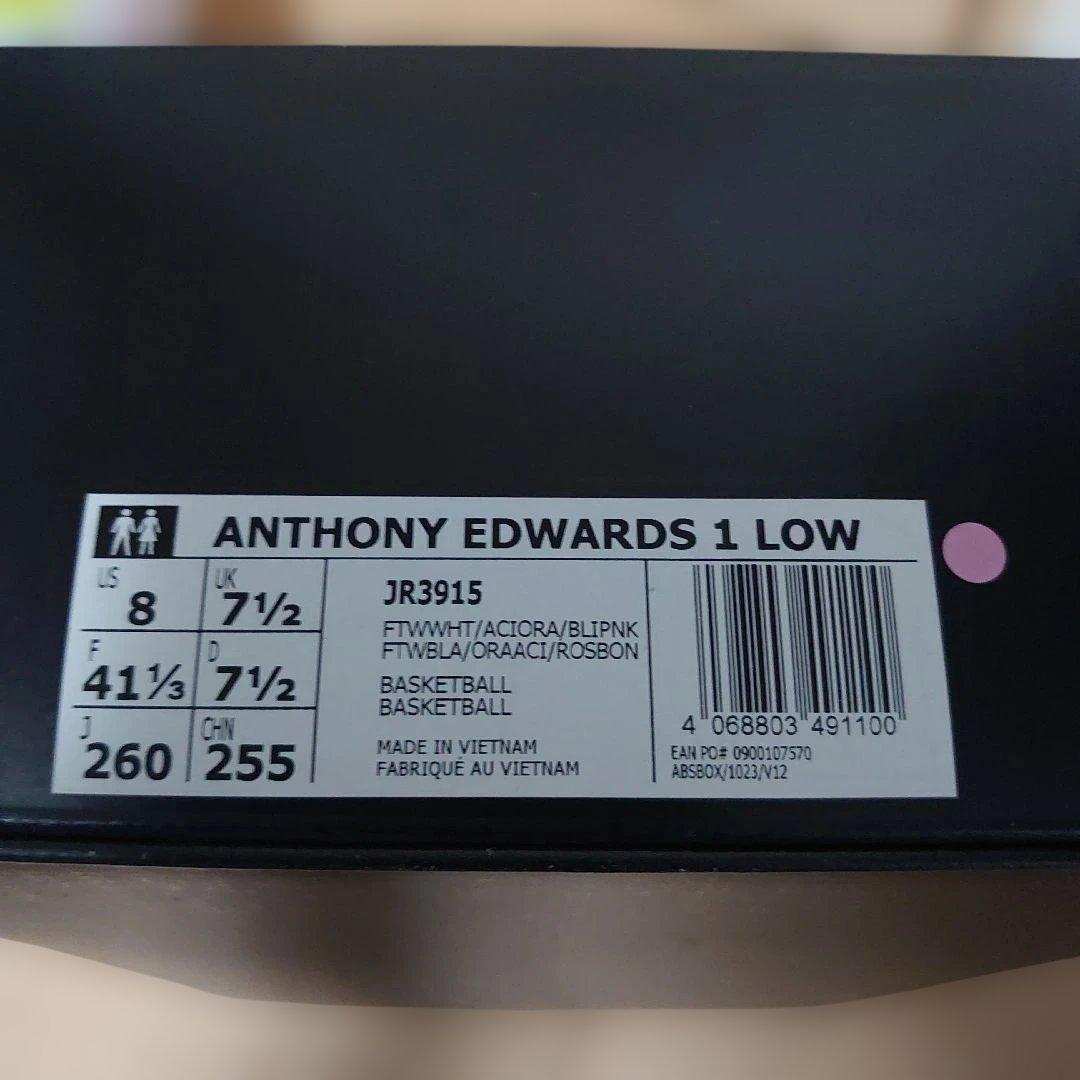 ANTHONY EDWARDS 1 LOW
US 8 UK 7½
F 41⅓ D 7½
J 260 CHN 255
JR3915
FTWWHT/ACIORA/BLIPNK
FTWBLA/ORAACI/ROSBON
BASKETBALL
BASKETBALL
MADE IN VIETNAM
FABRIQUÉ AU VIETNAM
4 068803 491100
EAN PO# 0900107570
ABSBOX/1023/V12